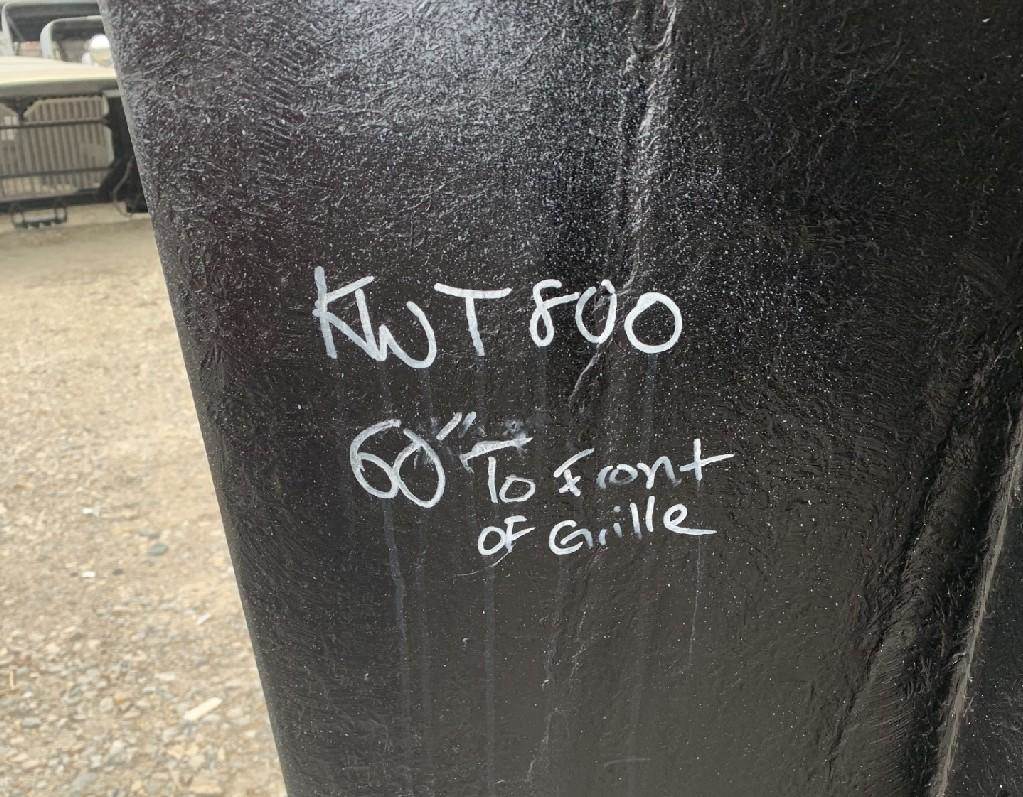 KWT800
60" To Front
OF Grille